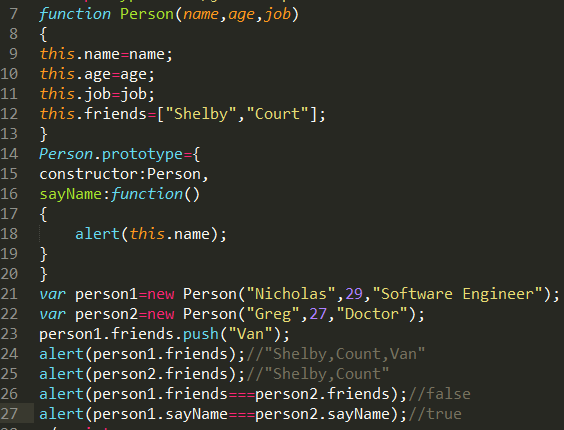 7 function Person(name,age,job)
8 {
9 this.name=name;
10 this.age=age;
11 this.job=job;
12 this.friends=["Shelby","Court"];
13 }
14 Person.prototype={
15 constructor:Person,
16 sayName:function()
17 {
18     alert(this.name);
19 }
20 }
21 var person1=new Person("Nicholas",29,"Software Engineer");
22 var person2=new Person("Greg",27,"Doctor");
23 person1.friends.push("Van");
24 alert(person1.friends);//"Shelby,Count,Van"
25 alert(person2.friends);//"Shelby,Count"
26 alert(person1.friends===person2.friends);//false
27 alert(person1.sayName===person2.sayName);//true